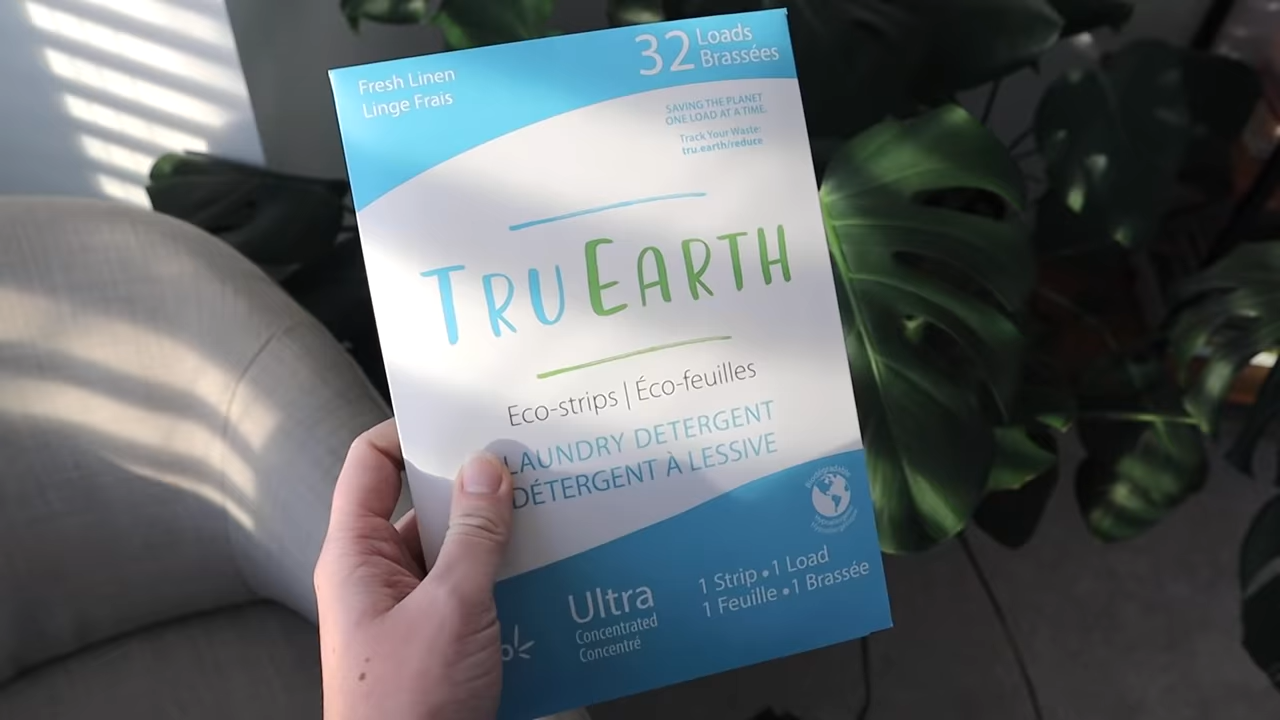 Fresh Linen
Linge Frais
32 Loads
Brassées
SAVING THE PLANET
ONE LOAD AT A TIME.
Track Your Waste:
tru.earth/reduce
TRUEARTH
Eco-strips | Éco-feuilles
LAUNDRY DETERGENT
DÉTERGENT À LESSIVE
Ultra
Concentrated
Concentré
1 Strip • 1 Load
1 Feuille • 1 Brassée